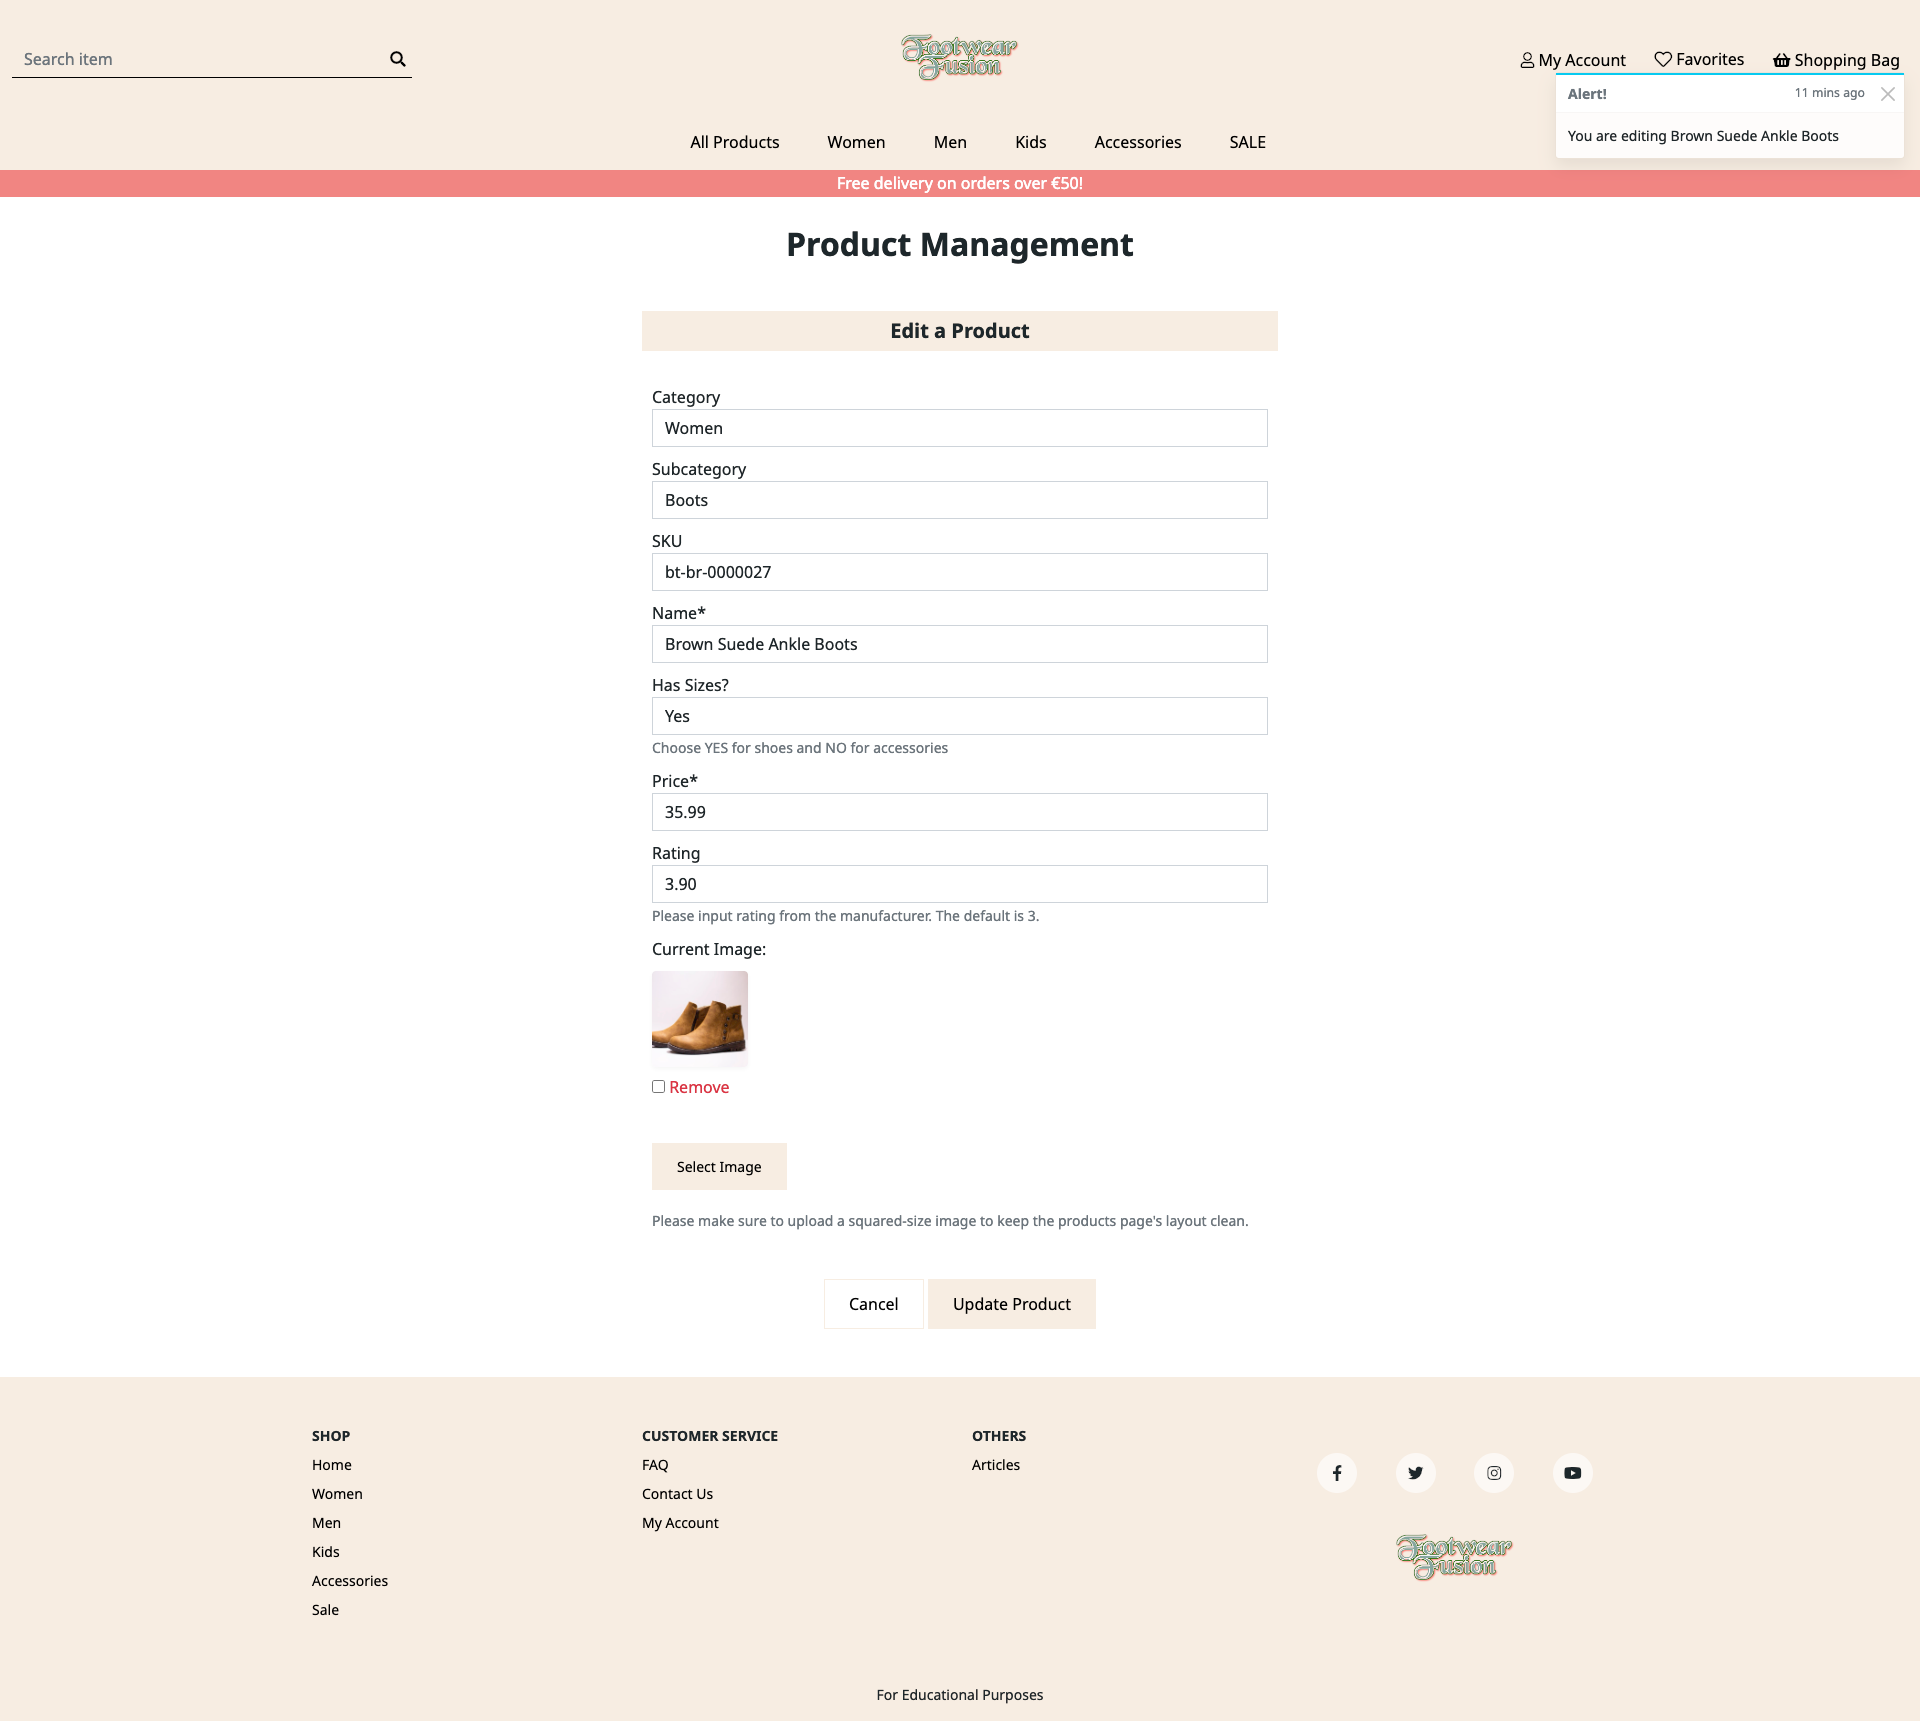 Search item
Footwear
Fusion
My Account
Favorites
Shopping Bag
Alert!
11 mins ago
You are editing Brown Suede Ankle Boots
All Products
Women
Men
Kids
Accessories
SALE
Free delivery on orders over €50!
Product Management
Edit a Product
Category
Women
Subcategory
Boots
SKU
bt-br-0000027
Name*
Brown Suede Ankle Boots
Has Sizes?
Yes
Choose YES for shoes and NO for accessories
Price*
35.99
Rating
3.90
Please input rating from the manufacturer. The default is 3.
Current Image:
Remove
Select Image
Please make sure to upload a squared-size image to keep the products page's layout clean.
Cancel
Update Product
SHOP
Home
Women
Men
Kids
Accessories
Sale
CUSTOMER SERVICE
FAQ
Contact Us
My Account
OTHERS
Articles
Footwear
Fusion
For Educational Purposes